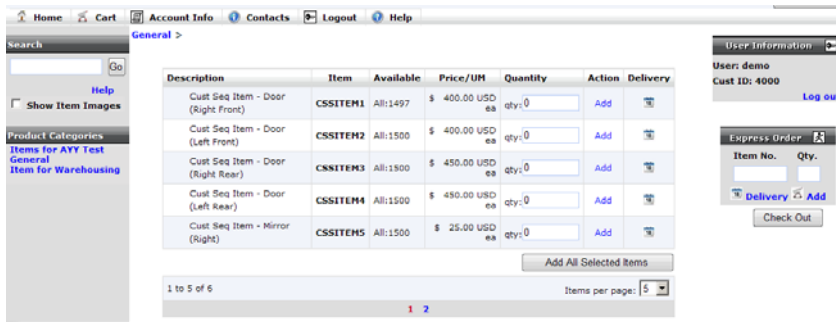 Home Cart Account Info Contacts Logout Help
General >
Search
Go
Help
Show Item Images
Product Categories
Items for AYY Test
General
Item for Warehousing
Description Item Available Price/UM Quantity Action Delivery
Cust Seq Item - Door
(Right Front)
CSSITEM1 All:1497 $ 400.00 USD
ea
qty: 0 Add
Cust Seq Item - Door
(Left Front)
CSSITEM2 All:1500 $ 400.00 USD
ea
qty: 0 Add
Cust Seq Item - Door
(Right Rear)
CSSITEM3 All:1500 $ 450.00 USD
ea
qty: 0 Add
Cust Seq Item - Door
(Left Rear)
CSSITEM4 All:1500 $ 450.00 USD
ea
qty: 0 Add
Cust Seq Item - Mirror
(Right)
CSSITEM5 All:1500 $ 25.00 USD
ea
qty: 0 Add
Add All Selected Items
1 to 5 of 6 Items per page: 5
1 2
User Information
User: demo
Cust ID: 4000
Log ou
Express Order
Item No. Qty.
Delivery Add
Check Out